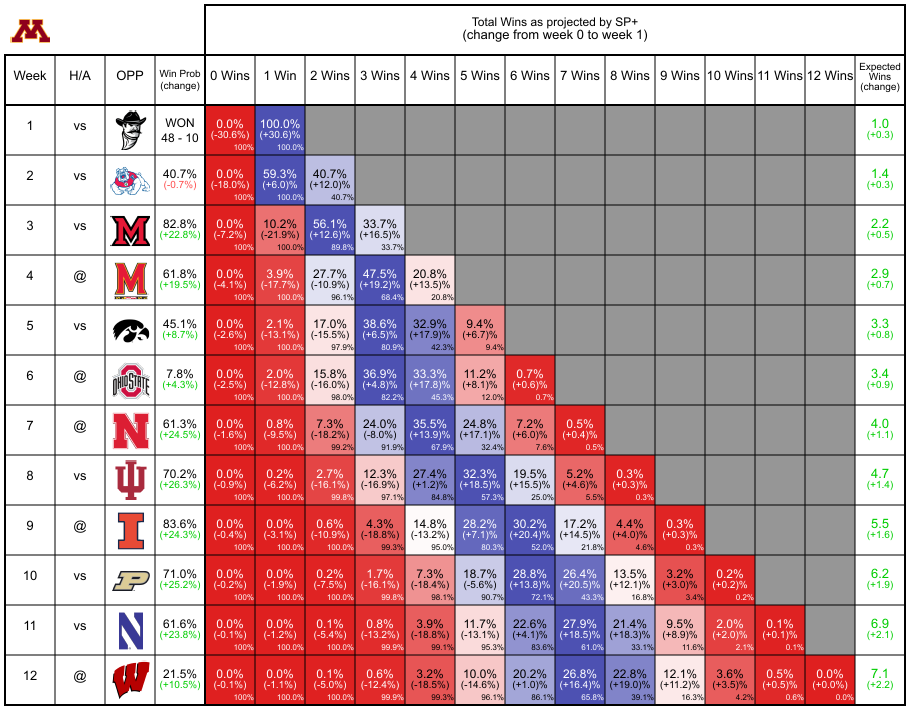 M
Total Wins as projected by SP+
(change from week 0 to week 1)
Week H/A OPP Win Prob (change) 0 Wins 1 Win 2 Wins 3 Wins 4 Wins 5 Wins 6 Wins 7 Wins 8 Wins 9 Wins 10 Wins 11 Wins 12 Wins Expected Wins (change)
1 vs WON 0.0% 100.0% 1.0
48 - 10 (-30.6%) (+30.6)% (+0.3)
100% 100.0%
2 vs 40.7% 0.0% 59.3% 40.7% 1.4
(-0.7%) (-18.0%) (+6.0)% (+12.0)% (+0.3)
100% 100.0% 40.7%
3 vs M 82.8% 0.0% 10.2% 56.1% 33.7% 2.2
(+22.8%) (-7.2%) (-21.9%) (+12.6)% (+16.5)% (+0.5)
100% 100.0% 89.8% 33.7%
4 @ M 61.8% 0.0% 3.9% 27.7% 47.5% 20.8% 2.9
(+19.5%) (-4.1%) (-17.7%) (-10.9%) (+19.2)% (+13.5)% (+0.7)
100% 100.0% 96.1% 68.4% 20.8%
5 vs 45.1% 0.0% 2.1% 17.0% 38.6% 32.9% 9.4% 3.3
(+8.7%) (-2.6%) (-13.1%) (-15.5%) (+6.5)% (+17.9)% (+6.7)% (+0.8)
100% 100.0% 97.9% 80.9% 42.3% 9.4%
6 @ OHIO STATE 7.8% 0.0% 2.0% 15.8% 36.9% 33.3% 11.2% 0.7% 3.4
(+4.3%) (-2.5%) (-12.8%) (-16.0%) (+4.8)% (+17.8)% (+8.1)% (+0.6)% (+0.9)
100% 100.0% 98.0% 82.2% 45.3% 12.0% 0.7%
7 @ N 61.3% 0.0% 0.8% 7.3% 24.0% 35.5% 24.8% 7.2% 0.5% 4.0
(+24.5%) (-1.6%) (-9.5%) (-18.2%) (-8.0%) (+13.9)% (+17.1)% (+6.0)% (+0.4)% (+1.1)
100% 100.0% 99.2% 91.9% 67.9% 32.4% 7.6% 0.5%
8 vs 70.2% 0.0% 0.2% 2.7% 12.3% 27.4% 32.3% 19.5% 5.2% 0.3% 4.7
(+26.3%) (-0.9%) (-6.2%) (-16.1%) (-16.9%) (+1.2)% (+18.5)% (+15.5)% (+4.6)% (+0.3)% (+1.4)
100% 100.0% 99.8% 97.1% 84.8% 57.3% 25.0% 5.5% 0.3%
9 @ I 83.6% 0.0% 0.0% 0.6% 4.3% 14.8% 28.2% 30.2% 17.2% 4.4% 0.3% 5.5
(+24.3%) (-0.4%) (-3.1%) (-10.9%) (-18.8%) (-13.2%) (+7.1)% (+20.4)% (+14.5)% (+4.0)% (+0.3)% (+1.6)
100% 100.0% 100.0% 99.3% 95.0% 80.3% 52.0% 21.8% 4.6% 0.3%
10 vs P 71.0% 0.0% 0.0% 0.2% 1.7% 7.3% 18.7% 28.8% 26.4% 13.5% 3.2% 0.2% 6.2
(+25.2%) (-0.2%) (-1.9%) (-7.5%) (-16.1%) (-18.4%) (-5.6%) (+13.8)% (+20.5)% (+12.1)% (+3.0)% (+0.2)% (+1.9)
100% 100.0% 100.0% 99.8% 98.1% 90.7% 72.1% 43.3% 16.8% 3.4% 0.2%
11 vs N 61.6% 0.0% 0.0% 0.1% 0.8% 3.9% 11.7% 22.6% 27.9% 21.4% 9.5% 2.0% 0.1% 6.9
(+23.8%) (-0.1%) (-1.2%) (-5.4%) (-13.2%) (-18.8%) (-13.1%) (+4.1)% (+18.5)% (+18.3)% (+8.9)% (+2.0)% (+0.1)% (+2.1)
100% 100.0% 100.0% 99.9% 99.1% 95.3% 83.6% 61.0% 33.1% 11.6% 2.1% 0.1%
12 @ W 21.5% 0.0% 0.0% 0.1% 0.6% 3.2% 10.0% 20.2% 26.8% 22.8% 12.1% 3.6% 0.5% 0.0% 7.1
(+10.5%) (-0.1%) (-1.1%) (-5.0%) (-12.4%) (-18.5%) (-14.6%) (+1.0)% (+16.4)% (+19.0)% (+11.2)% (+3.5)% (+0.5)% (+0.0)% (+2.2)
100% 100.0% 100.0% 99.9% 99.3% 96.1% 86.1% 65.8% 39.1% 16.3% 4.2% 0.6% 0.0%